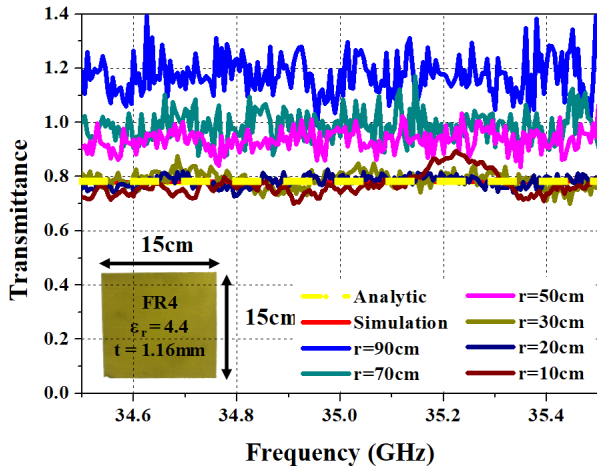 1.4
1.2
1.0
0.8
0.6
0.4
0.2
0.0
Transmittance
15cm
FR4
εr = 4.4
t = 1.16mm
15cm
Analytic
Simulation
r=90cm
r=70cm
r=50cm
r=30cm
r=20cm
r=10cm
34.6 34.8 35.0 35.2 35.4
Frequency (GHz)